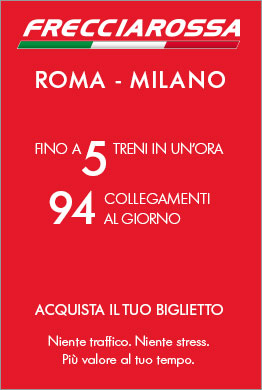 FRECCIAROSSA
ROMA - MILANO
FINO A 5 TRENI IN UN'ORA
94 COLLEGAMENTI
AL GIORNO
ACQUISTA IL TUO BIGLIETTO
Niente traffico. Niente stress.
Più valore al tuo tempo.